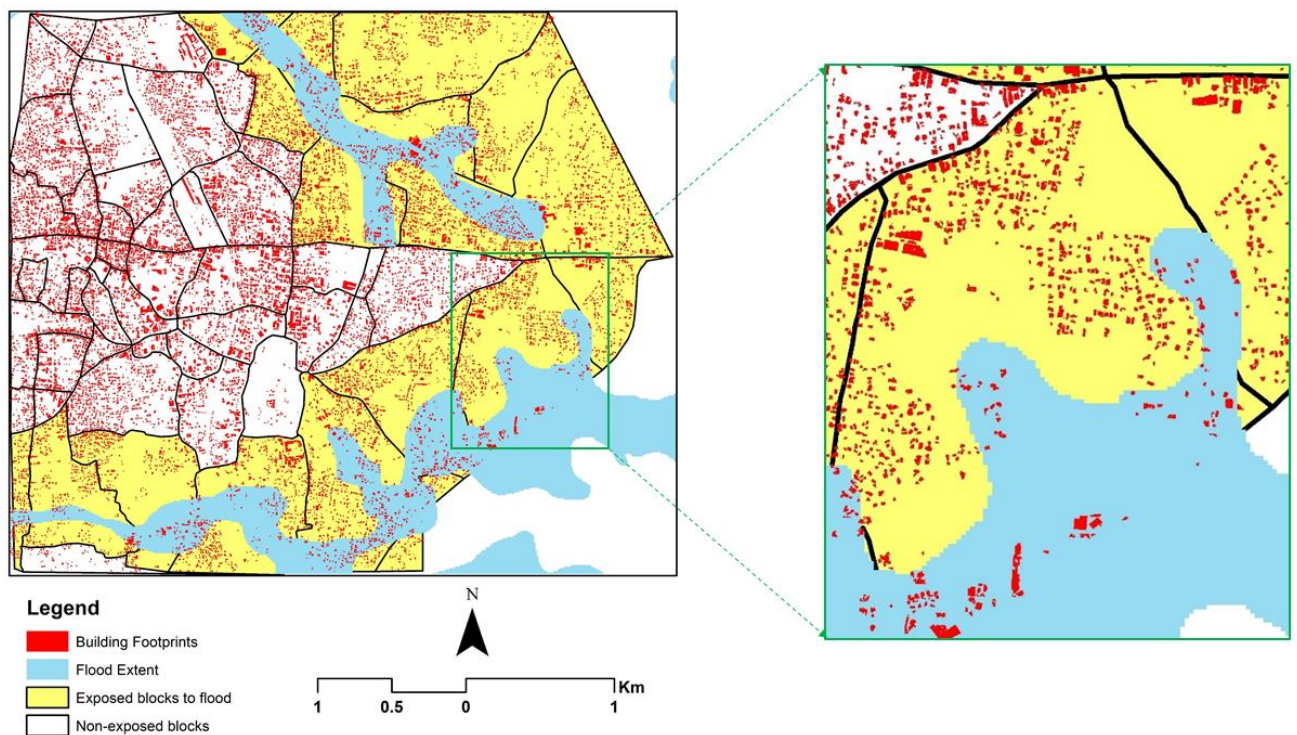 Legend
Building Footprints
Flood Extent
Exposed blocks to flood
Non-exposed blocks
N
Km
1 0.5 0 1